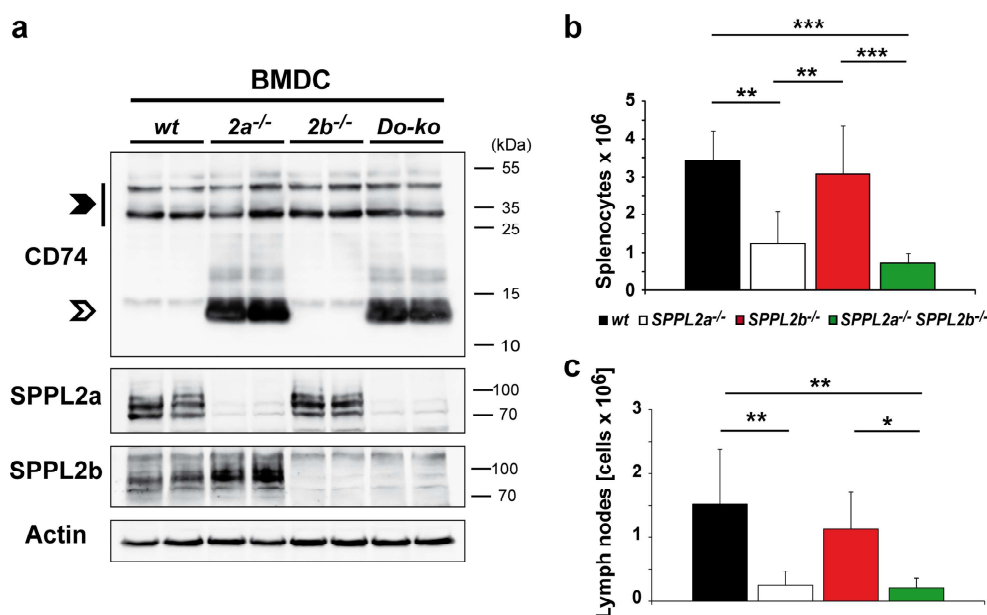 a
BMDC
wt 2a-/- 2b-/- Do-ko
(kDa)
55
35
25
CD74
15
10
SPPL2a
100
70
SPPL2b
100
70
Actin
b
***
***
**
**
5
4
3
2
1
0
Splenocytes x 10⁶
wt SPPL2a-/- SPPL2b-/- SPPL2a-/- SPPL2b-/-
c
**
**
*
3
2
1
0
Lymph nodes [cells x 10⁶]